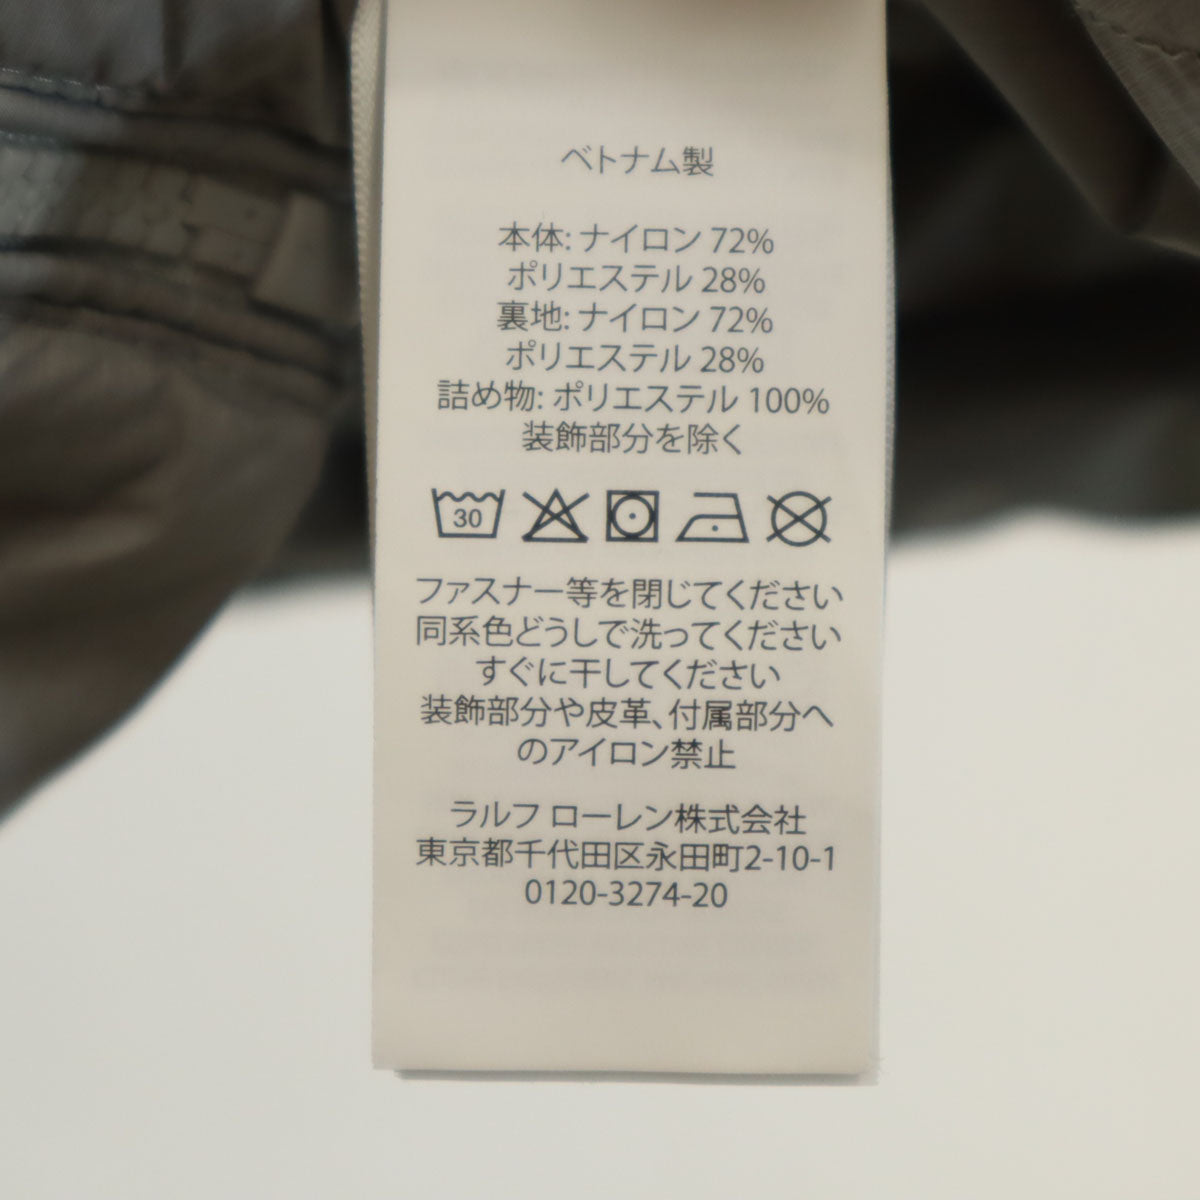 ベトナム製
本体: ナイロン 72%
ポリエステル 28%
裏地: ナイロン 72%
ポリエステル 28%
詰め物: ポリエステル 100%
装飾部分を除く
30
ファスナー等を閉じてください
同系色どうしで洗ってください
すぐに干してください
装飾部分や皮革、付属部分へ
のアイロン禁止
ラルフ ローレン株式会社
東京都千代田区永田町2-10-1
0120-3274-20